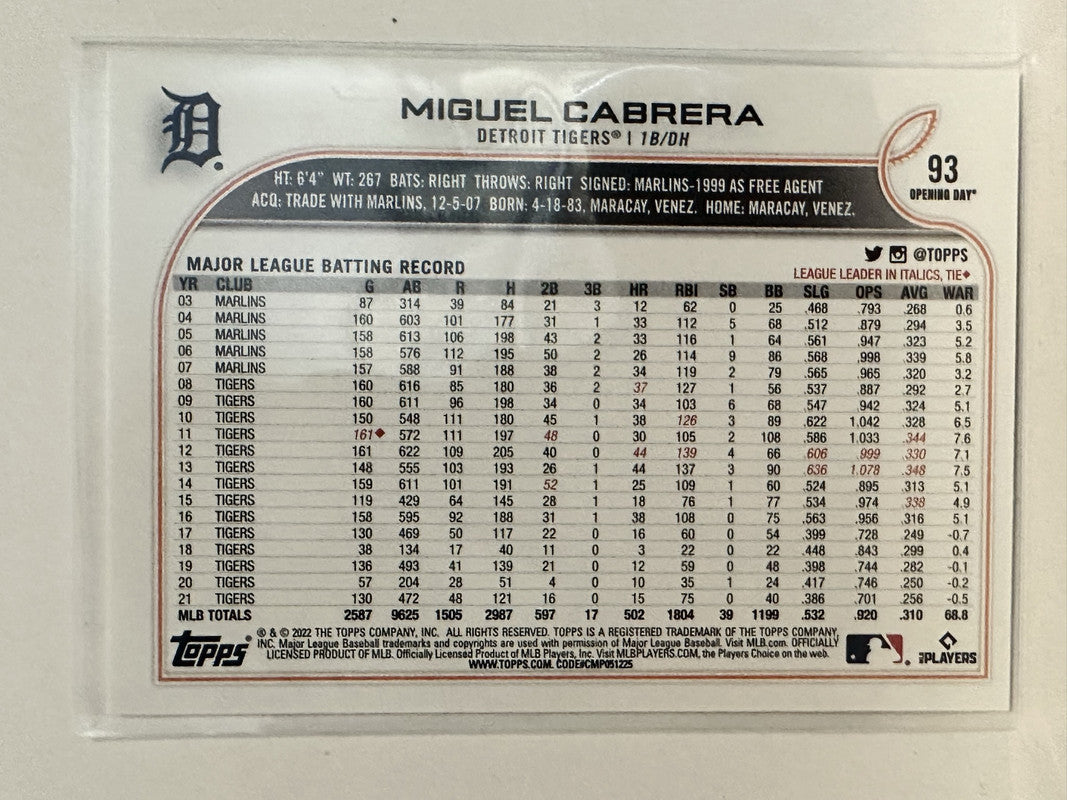 D
MIGUEL CABRERA
DETROIT TIGERS® | 1B/DH
93
OPENING DAY®
HT: 6'4" WT: 267 BATS: RIGHT THROWS: RIGHT SIGNED: MARLINS-1999 AS FREE AGENT
ACQ: TRADE WITH MARLINS, 12-5-07 BORN: 4-18-83, MARACAY, VENEZ. HOME: MARACAY, VENEZ.
@TOPPS
MAJOR LEAGUE BATTING RECORD
LEAGUE LEADER IN ITALICS, TIE♦
YR CLUB G AB R H 2B 3B HR RBI SB BB SLG OPS AVG WAR
03 MARLINS 87 314 39 84 21 3 12 62 0 25 .468 .793 .268 0.6
04 MARLINS 160 603 101 177 31 1 33 112 5 68 .512 .879 .294 3.5
05 MARLINS 158 613 106 198 43 2 33 116 1 64 .561 .947 .323 5.2
06 MARLINS 158 576 112 195 50 2 26 114 9 86 .568 .998 .339 5.8
07 MARLINS 157 588 91 188 38 2 34 119 2 79 .565 .965 .320 3.2
08 TIGERS 160 616 85 180 36 2 37 127 1 56 .537 .887 .292 2.7
09 TIGERS 160 611 96 198 34 0 34 103 6 68 .547 .942 .324 5.1
10 TIGERS 150 548 111 180 45 1 38 126 3 89 .622 1.042 .328 6.5
11 TIGERS 161♦ 572 111 197 48 0 30 105 2 108 .586 1.033 .344 7.6
12 TIGERS 161 622 109 205 40 0 44 139 4 66 .606 .999 .330 7.1
13 TIGERS 148 555 103 193 26 1 44 137 3 90 .636 1.078 .348 7.5
14 TIGERS 159 611 101 191 52 1 25 109 1 60 .524 .895 .313 5.1
15 TIGERS 119 429 64 145 28 1 18 76 1 77 .534 .974 .338 4.9
16 TIGERS 158 595 92 188 31 1 38 108 0 75 .563 .956 .316 5.1
17 TIGERS 130 469 50 117 22 0 16 60 0 54 .399 .728 .249 -0.7
18 TIGERS 38 134 17 40 11 0 3 22 0 22 .448 .843 .299 0.4
19 TIGERS 136 493 41 139 21 0 12 59 0 48 .398 .744 .282 -0.1
20 TIGERS 57 204 28 51 4 0 10 35 1 24 .417 .746 .250 -0.2
21 TIGERS 130 472 48 121 16 0 15 75 0 40 .386 .701 .256 -0.5
MLB TOTALS 2587 9625 1505 2987 597 17 502 1804 39 1199 .532 .920 .310 68.8
Topps®
® & © 2022 THE TOPPS COMPANY, INC. ALL RIGHTS RESERVED. TOPPS IS A REGISTERED TRADEMARK OF THE TOPPS COMPANY,
INC. Major League Baseball trademarks and copyrights are used with permission of Major League Baseball. Visit MLB.com. OFFICIALLY
LICENSED PRODUCT OF MLB. Officially Licensed Product of MLB Players, Inc. Visit MLBPLAYERS.COM, the Players Choice on the web.
WWW.TOPPS.COM. CODE#CMP051225
MLB PLAYERS